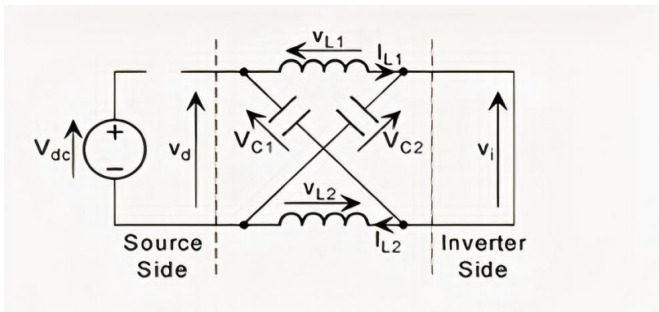 vL1
IL1
+
Vdc
−
vd
VC1
VC2
vi
vL2
IL2
Source
Side
Inverter
Side